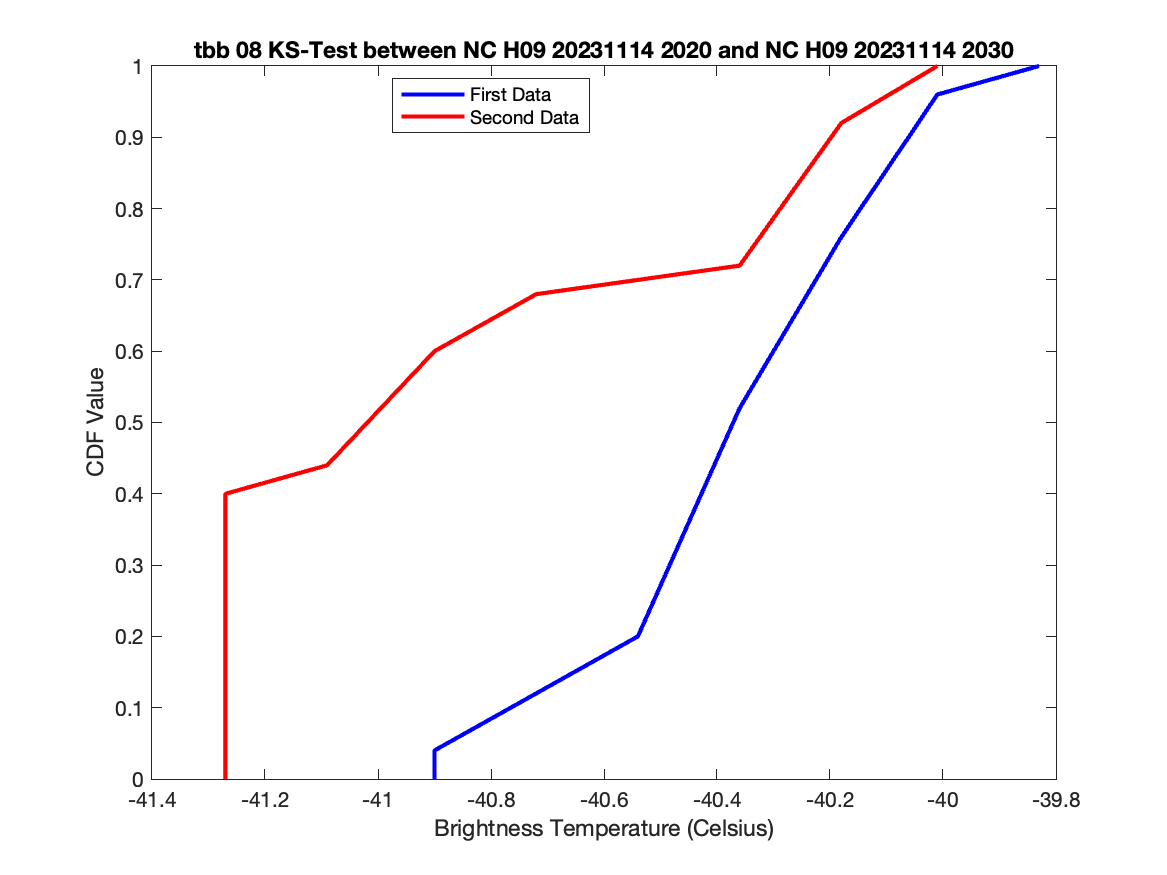 tbb 08 KS-Test between NC H09 20231114 2020 and NC H09 20231114 2030
First Data
Second Data
CDF Value
1
0.9
0.8
0.7
0.6
0.5
0.4
0.3
0.2
0.1
0
-41.4 -41.2 -41 -40.8 -40.6 -40.4 -40.2 -40 -39.8
Brightness Temperature (Celsius)